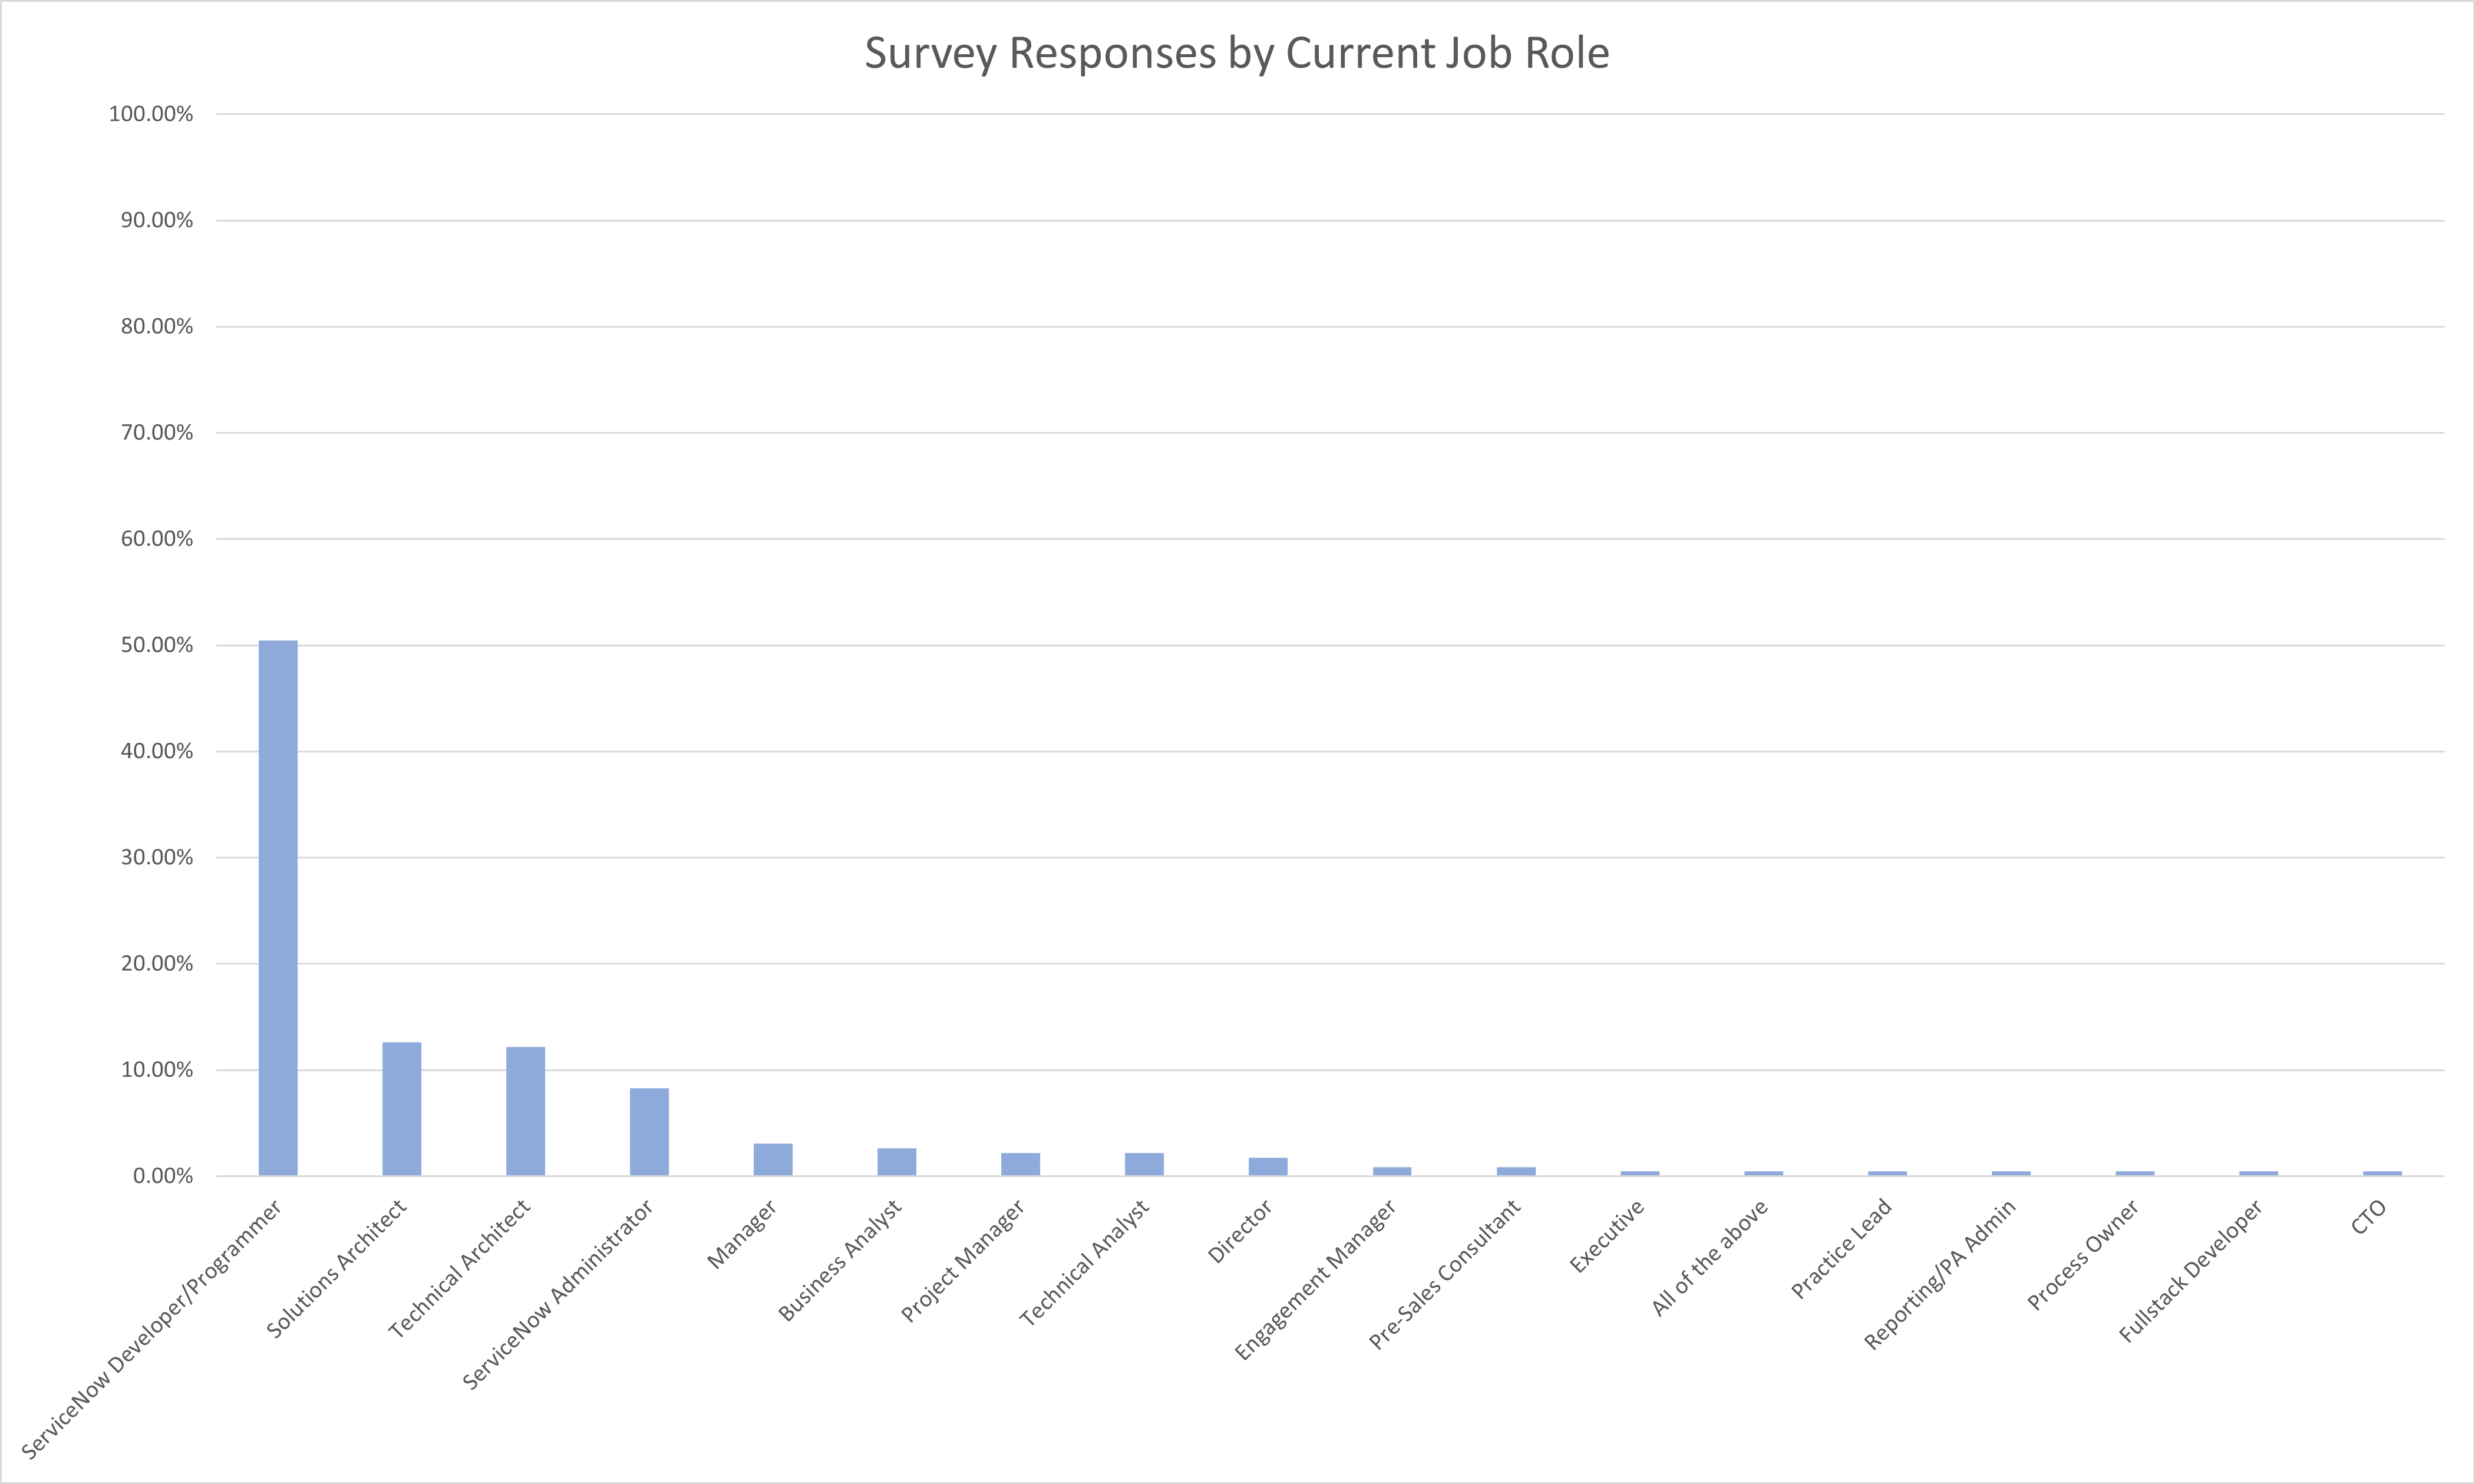 Survey Responses by Current Job Role
100.00%
90.00%
80.00%
70.00%
60.00%
50.00%
40.00%
30.00%
20.00%
10.00%
0.00%
ServiceNow Developer/Programmer
Solutions Architect
Technical Architect
ServiceNow Administrator
Manager
Business Analyst
Project Manager
Technical Analyst
Director
Engagement Manager
Pre-Sales Consultant
Executive
All of the above
Practice Lead
Reporting/PA Admin
Process Owner
Fullstack Developer
CTO